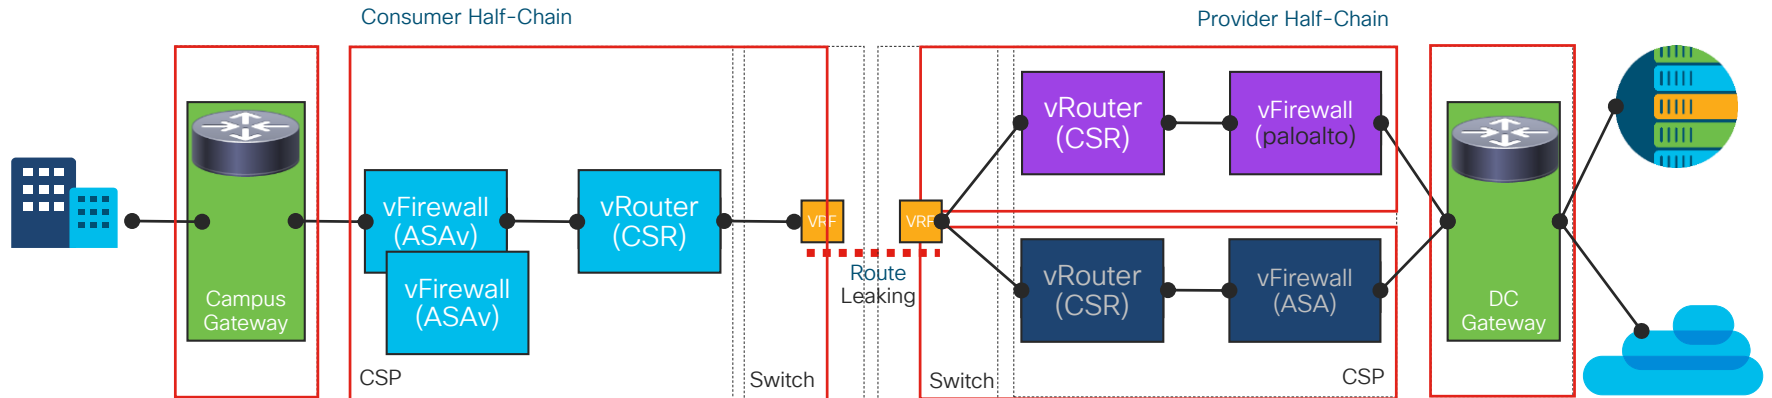 Consumer Half-Chain
Provider Half-Chain
Campus
Gateway
vFirewall
(ASAv)
vFirewall
(ASAv)
vRouter
(CSR)
CSP
Switch
VRF
VRF
Route
Leaking
Switch
vRouter
(CSR)
vFirewall
(paloalto)
vRouter
(CSR)
vFirewall
(ASA)
CSP
DC
Gateway